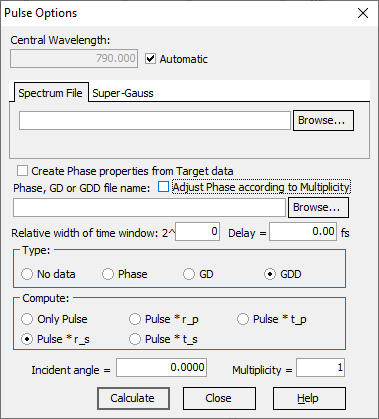 Pulse Options
Central Wavelength:
790.000 Automatic
Spectrum File Super-Gauss
Browse...
Create Phase properties from Target data
Phase, GD or GDD file name: Adjust Phase according to Multiplicity
Browse...
Relative width of time window: 2^ 0 Delay = 0.00 fs
Type:
No data Phase GD GDD
Compute:
Only Pulse Pulse * r_p Pulse * t_p
Pulse * r_s Pulse * t_s
Incident angle = 0.0000 Multiplicity = 1
Calculate Close Help